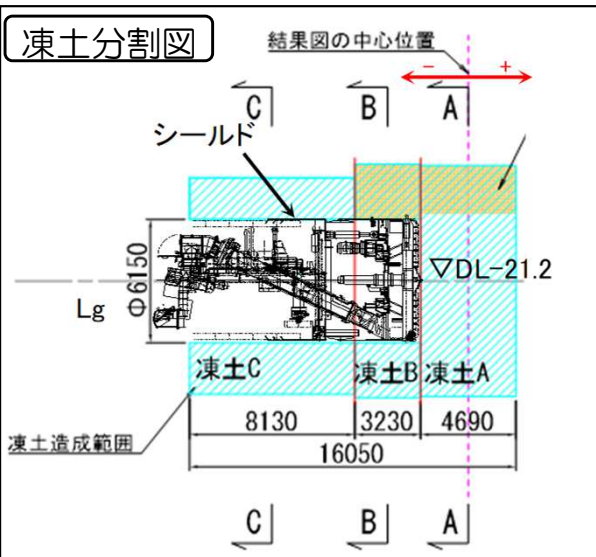 凍土分割図
結果図の中心位置
− +
C B A
シールド
Φ6150
▽DL-21.2
Lg
凍土C 凍土B 凍土A
8130 3230 4690
凍土造成範囲
16050
C B A